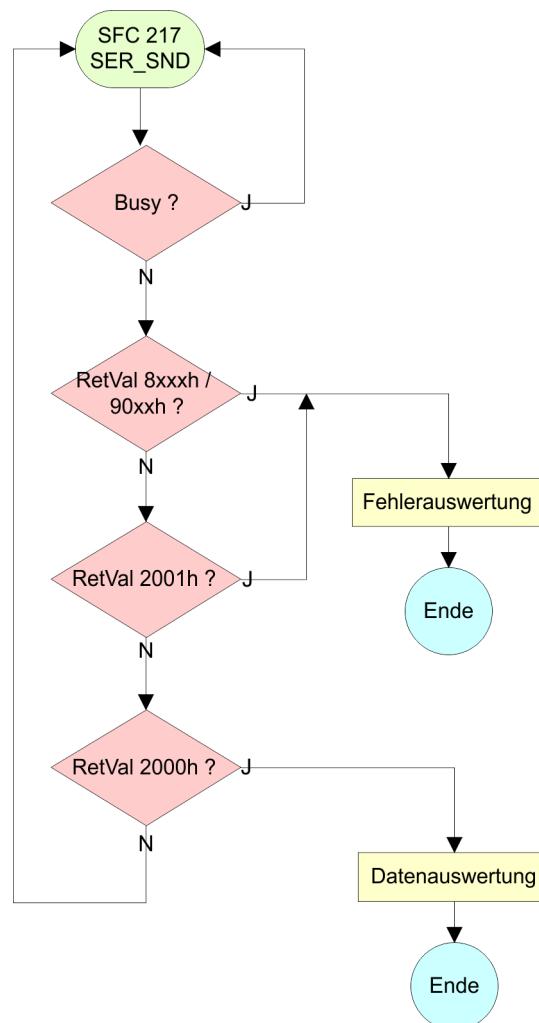 SFC 217
SER_SND
Busy ?
J
N
RetVal 8xxxh /
90xxh ?
J
N
Fehlerauswertung
RetVal 2001h ?
J
Ende
N
RetVal 2000h ?
J
N
Datenauswertung
Ende